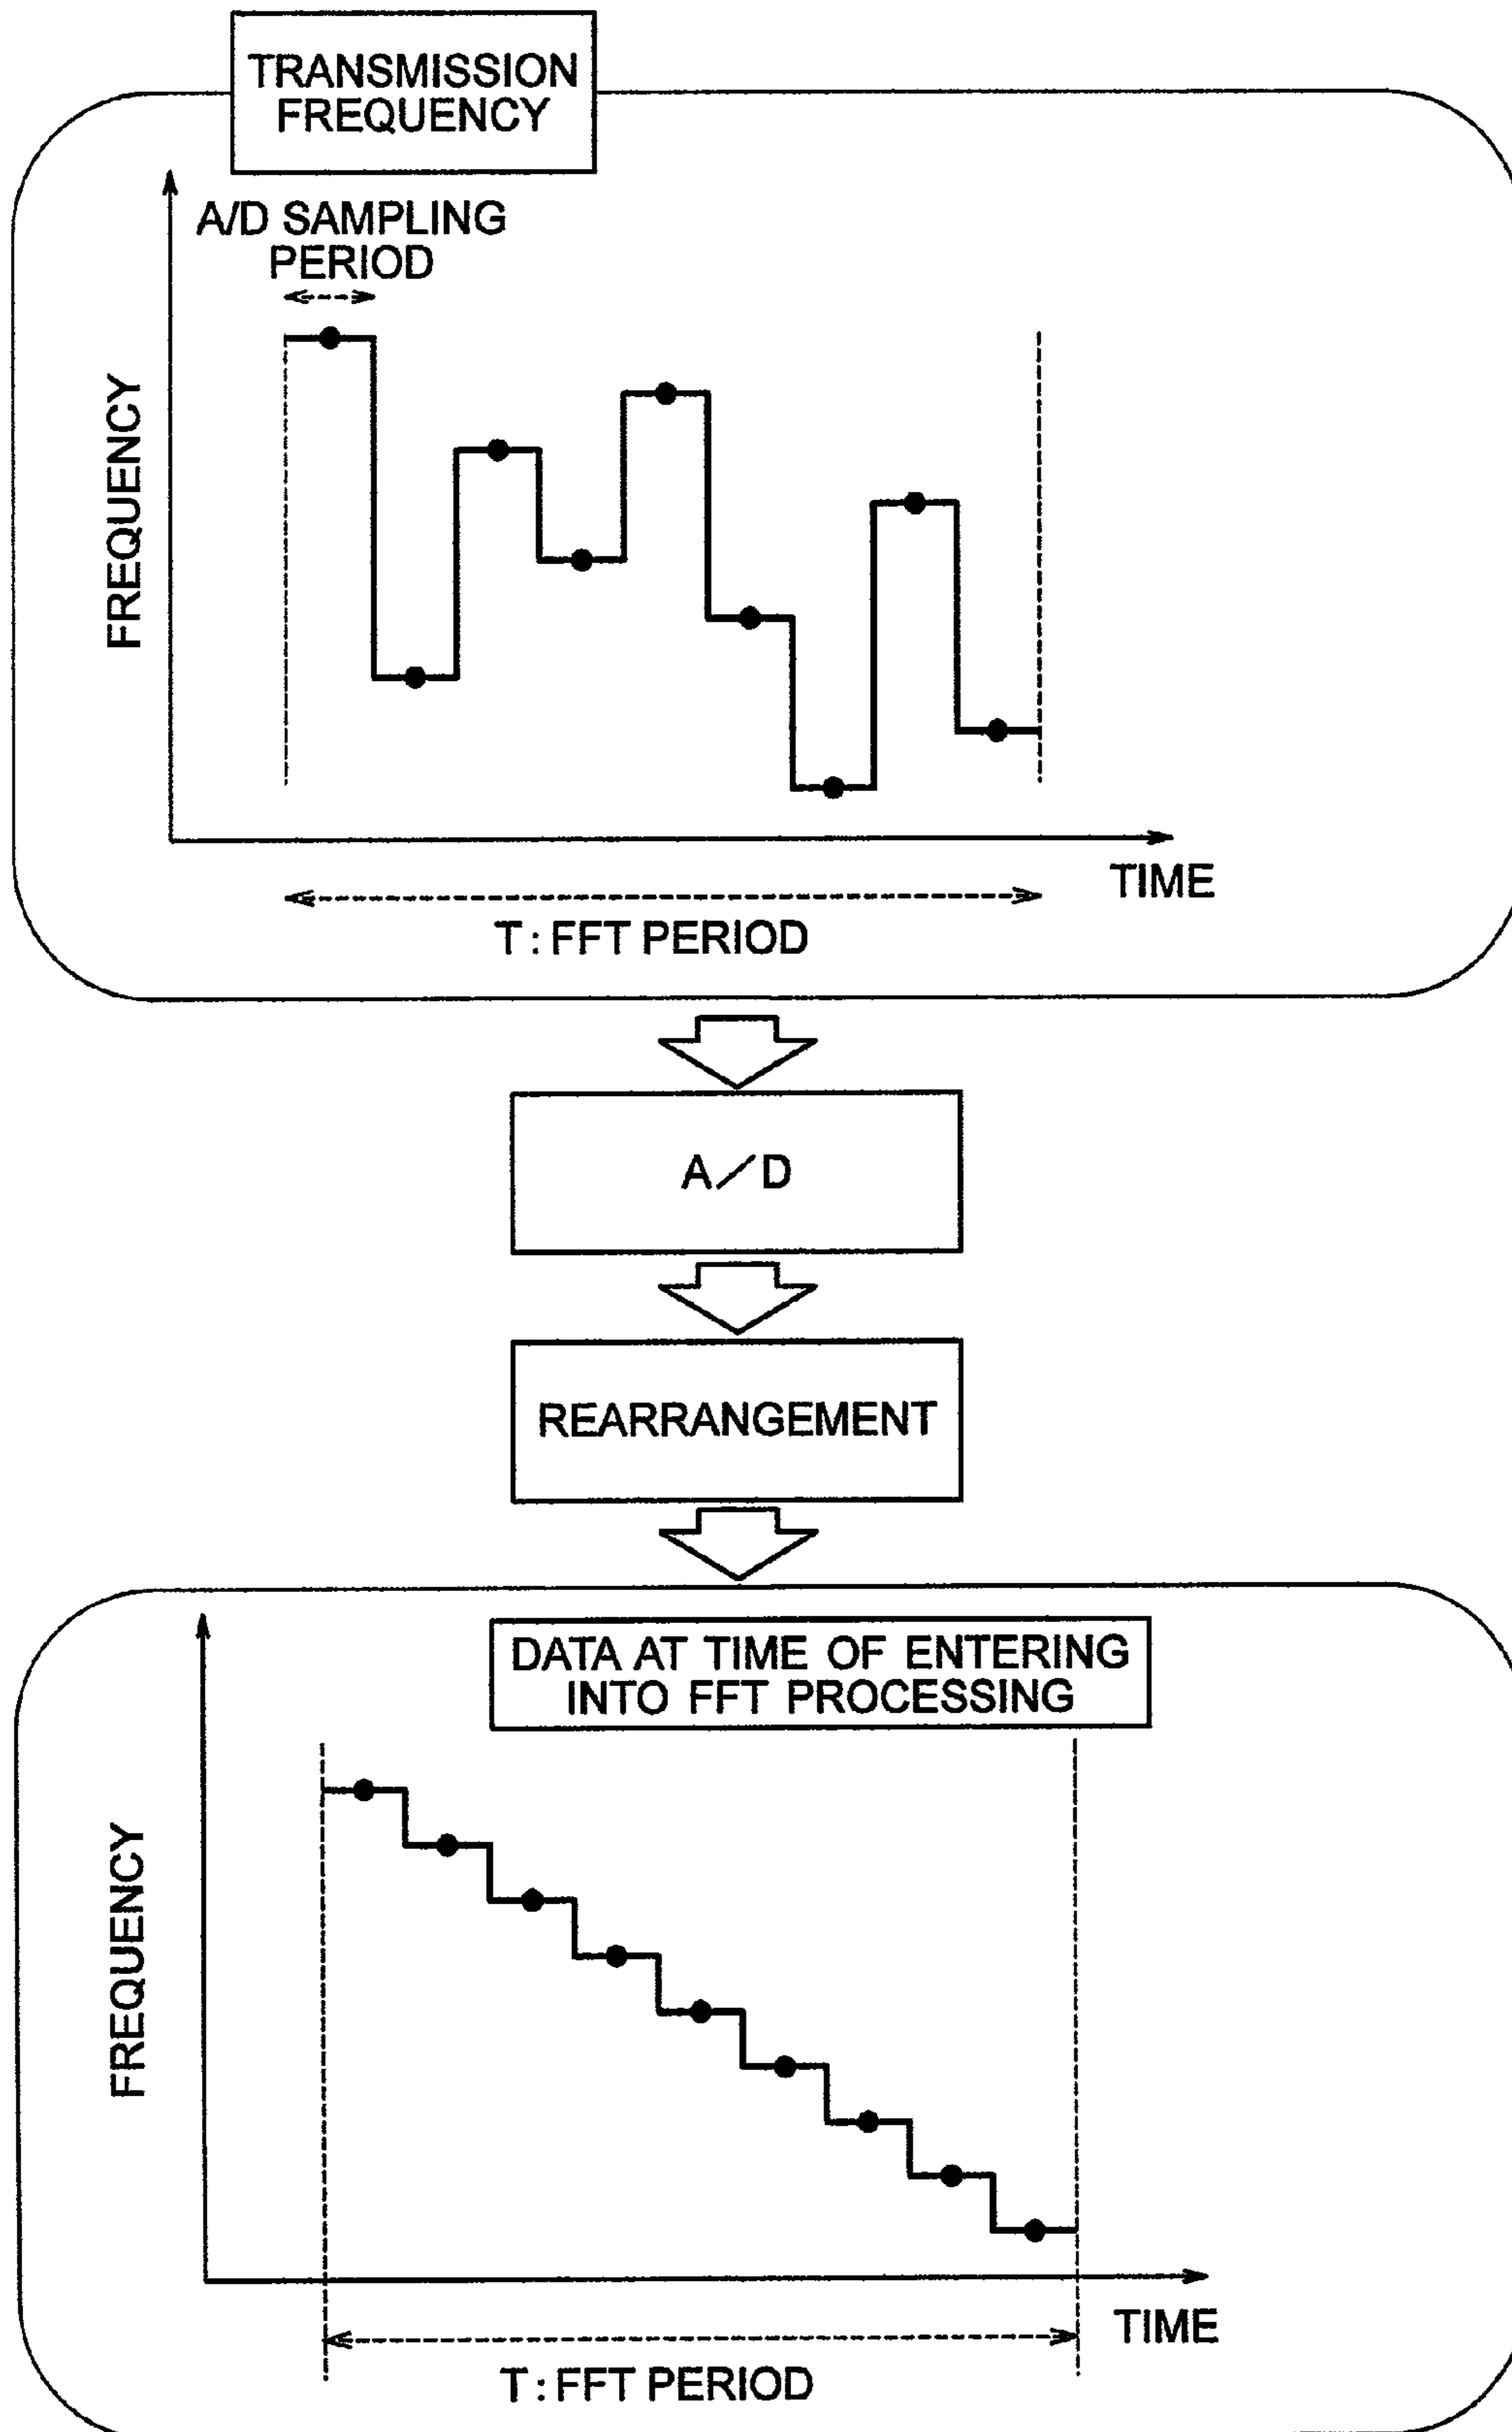 TRANSMISSION
FREQUENCY
A/D SAMPLING
PERIOD
FREQUENCY
TIME
T : FFT PERIOD
A／D
REARRANGEMENT
DATA AT TIME OF ENTERING
INTO FFT PROCESSING
FREQUENCY
TIME
T : FFT PERIOD